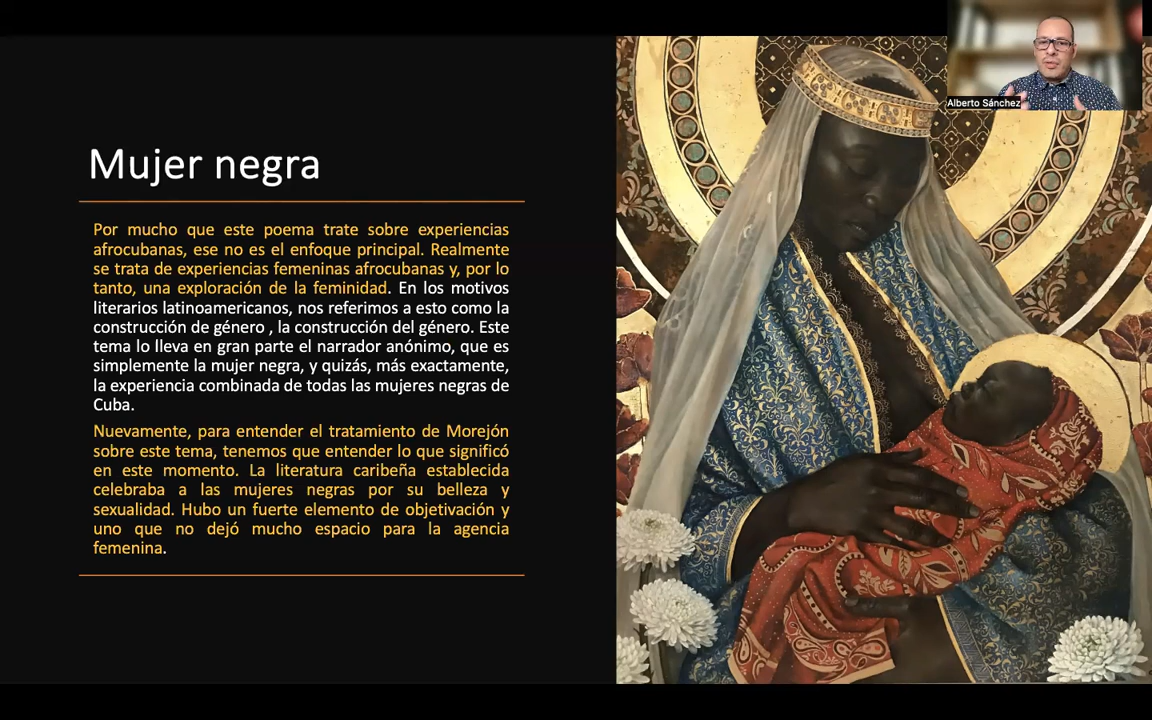 Alberto Sánchez
Mujer negra
Por mucho que este poema trate sobre experiencias
afrocubanas, ese no es el enfoque principal. Realmente
se trata de experiencias femeninas afrocubanas y, por lo
tanto, una exploración de la feminidad. En los motivos
literarios latinoamericanos, nos referimos a esto como la
construcción de género , la construcción del género. Este
tema lo lleva en gran parte el narrador anónimo, que es
simplemente la mujer negra, y quizás, más exactamente,
la experiencia combinada de todas las mujeres negras de
Cuba.
Nuevamente, para entender el tratamiento de Morejón
sobre este tema, tenemos que entender lo que significó
en este momento. La literatura caribeña establecida
celebraba a las mujeres negras por su belleza y
sexualidad. Hubo un fuerte elemento de objetivación y
uno que no dejó mucho espacio para la agencia
femenina.